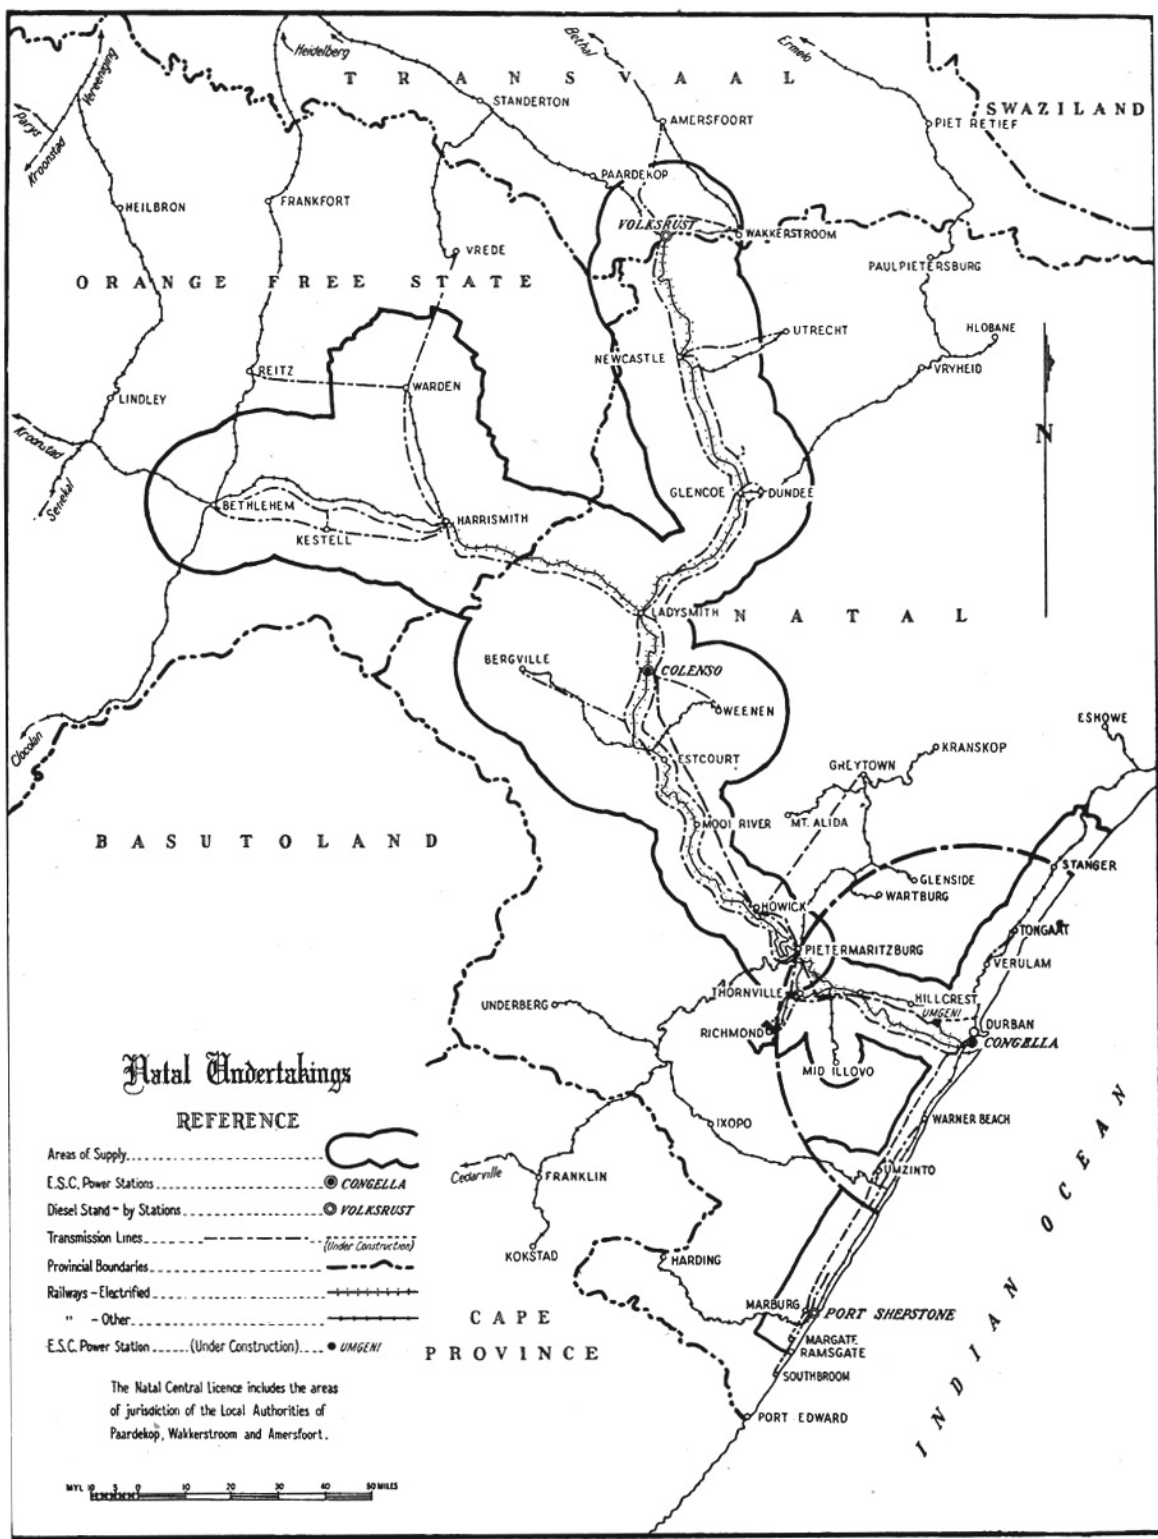 Heidelberg
Bethal
Ermelo
Vereeniging
Parys
Kroonstad
TRANSVAAL
STANDERTON
AMERSFOORT
SWAZILAND
PIET RETIEF
PAARDEKOP
HEILBRON
FRANKFORT
VOLKSRUST
WAKKERSTROOM
VREDE
PAULPIETERSBURG
ORANGE FREE STATE
UTRECHT
HLOBANE
NEWCASTLE
VRYHEID
REITZ
WARDEN
LINDLEY
Kroonstad
Senekal
N
GLENCOE
DUNDEE
BETHLEHEM
HARRISMITH
KESTELL
LADYSMITH
NATAL
BERGVILLE
COLENSO
WEENEN
ESHOWE
Clocolan
ESTCOURT
GREYTOWN
KRANSKOP
MOOI RIVER
MT. ALIDA
BASUTOLAND
STANGER
GLENSIDE
WARTBURG
HOWICK
TONGAAT
PIETERMARITZBURG
VERULAM
THORNVILLE
HILLCREST
UMGENI
UNDERBERG
RICHMOND
DURBAN
CONGELLA
MID ILLOVO
WARNER BEACH
IXOPO
UMZINTO
Cedarville
FRANKLIN
KOKSTAD
HARDING
MARBURG
PORT SHEPSTONE
CAPE
PROVINCE
MARGATE
RAMSGATE
SOUTHBROOM
PORT EDWARD
INDIAN OCEAN
Natal Undertakings
REFERENCE
Areas of Supply
E.S.C. Power Stations CONGELLA
Diesel Stand-by Stations VOLKSRUST
Transmission Lines (Under Construction)
Provincial Boundaries
Railways - Electrified
" - Other
E.S.C. Power Station (Under Construction) UMGENI
The Natal Central Licence includes the areas
of jurisdiction of the Local Authorities of
Paardekop, Wakkerstroom and Amersfoort.
MYL 10 5 0 10 20 30 40 50 MILES